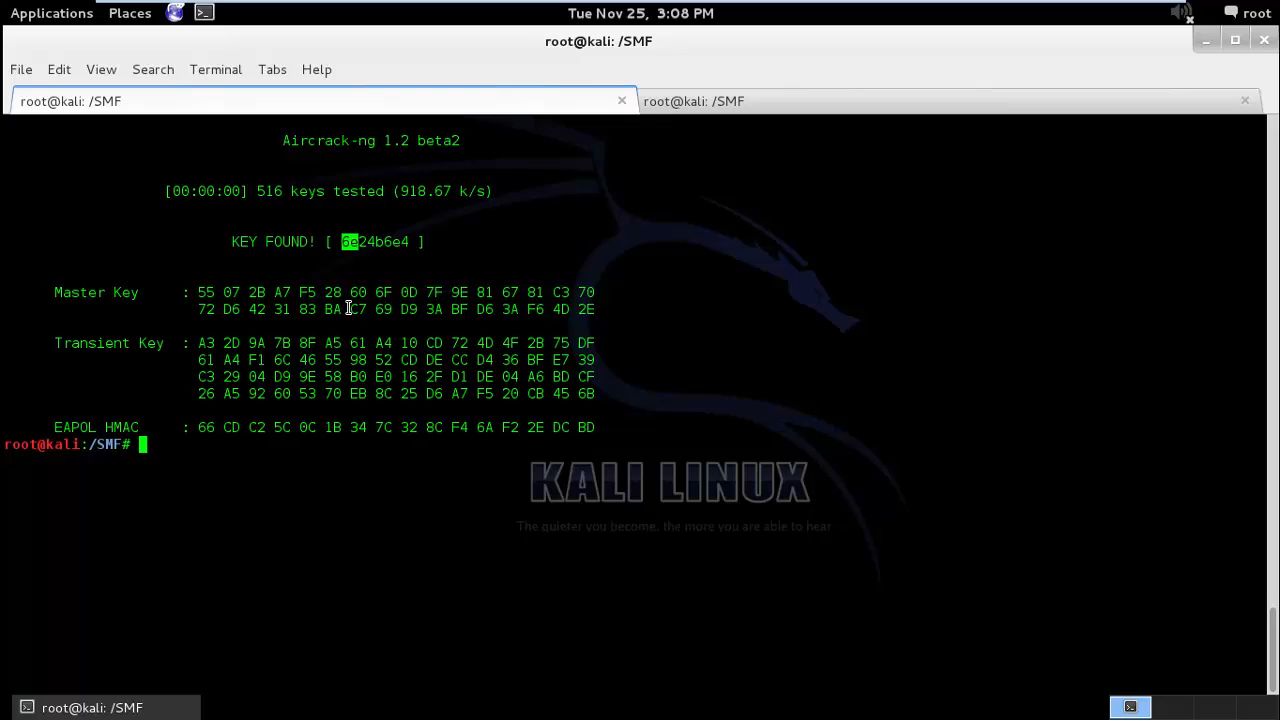 Applications Places Tue Nov 25, 3:08 PM root
root@kali: /SMF
File Edit View Search Terminal Tabs Help
root@kali: /SMF root@kali: /SMF
Aircrack-ng 1.2 beta2
[00:00:00] 516 keys tested (918.67 k/s)
KEY FOUND! [ 6e24b6e4 ]
Master Key : 55 07 2B A7 F5 28 60 6F 0D 7F 9E 81 67 81 C3 70
72 D6 42 31 83 BA C7 69 D9 3A BF D6 3A F6 4D 2E
Transient Key : A3 2D 9A 7B 8F A5 61 A4 10 CD 72 4D 4F 2B 75 DF
61 A4 F1 6C 46 55 98 52 CD DE CC D4 36 BF E7 39
C3 29 04 D9 9E 58 B0 E0 16 2F D1 DE 04 A6 BD CF
26 A5 92 60 53 70 EB 8C 25 D6 A7 F5 20 CB 45 6B
EAPOL HMAC : 66 CD C2 5C 0C 1B 34 7C 32 8C F4 6A F2 2E DC BD
root@kali:/SMF#
KALI LINUX
The quieter you become, the more you are able to hear
root@kali: /SMF